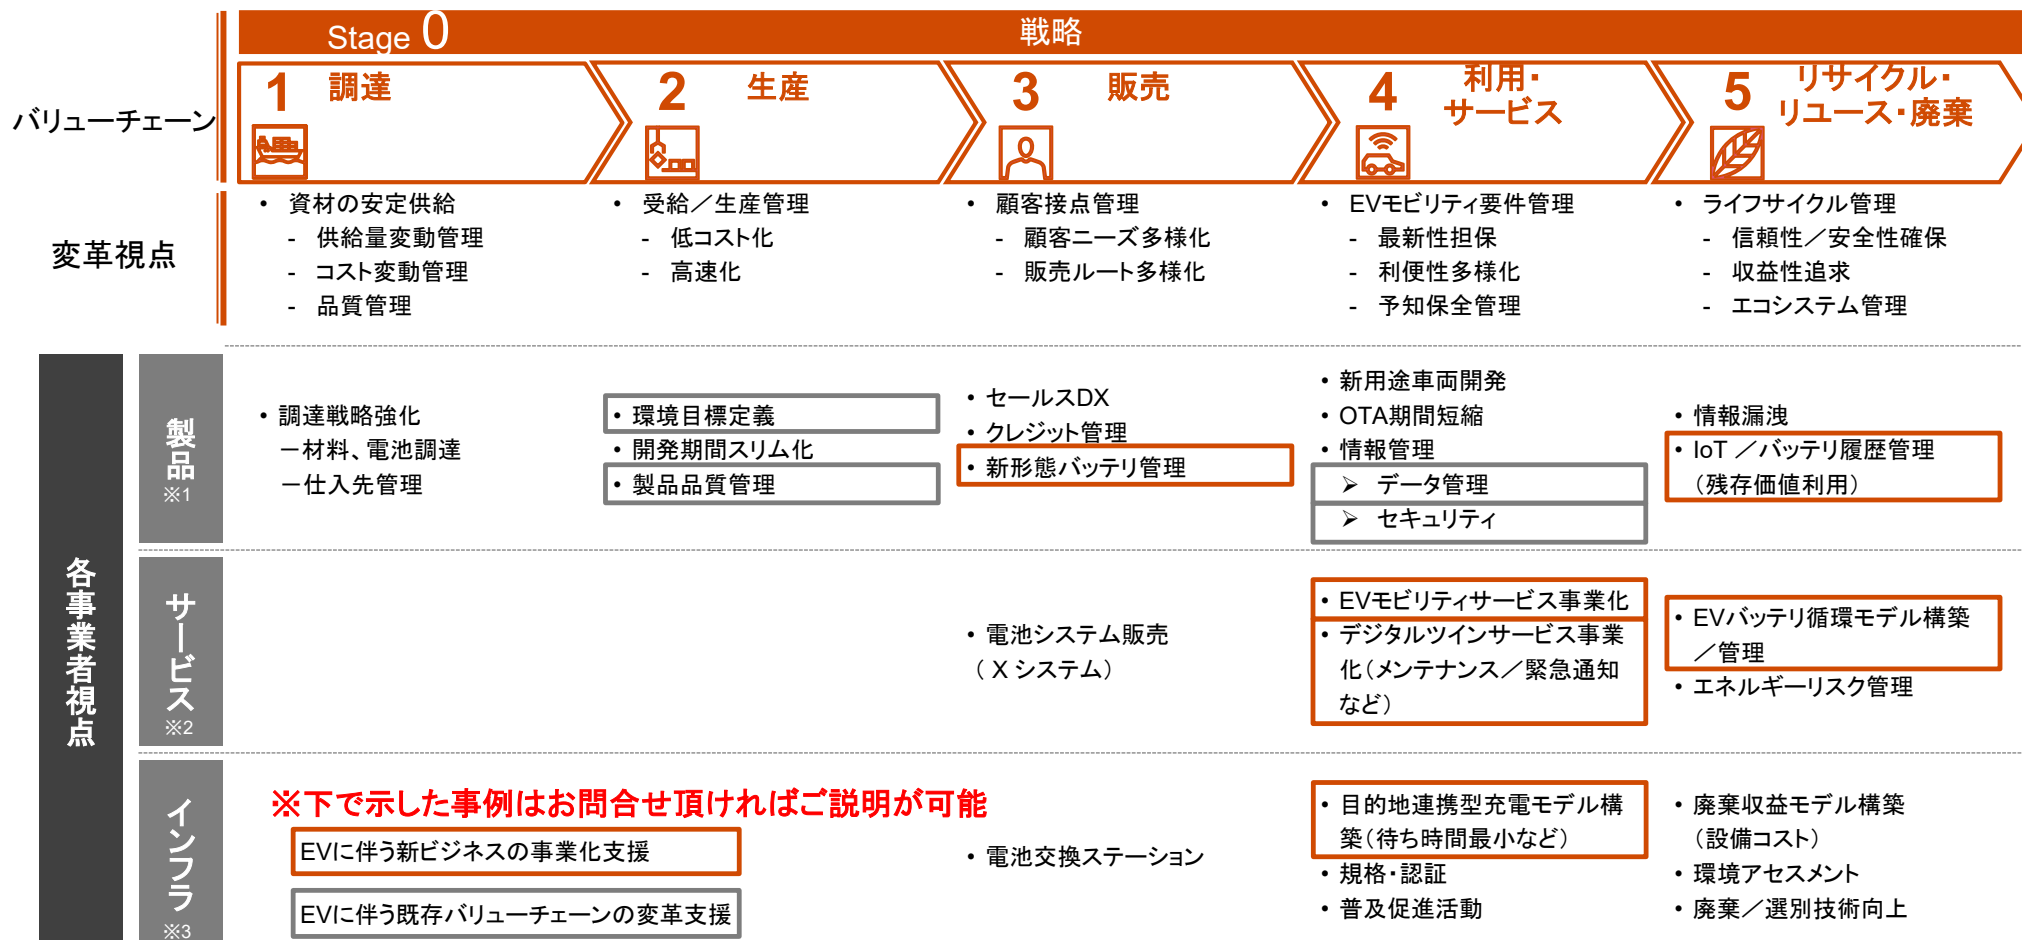 Stage 0
戦略
バリューチェーン
1 調達
2 生産
3 販売
4 利用・
サービス
5 リサイクル・
リユース・廃棄
変革視点
• 資材の安定供給
- 供給量変動管理
- コスト変動管理
- 品質管理
• 受給／生産管理
- 低コスト化
- 高速化
• 顧客接点管理
- 顧客ニーズ多様化
- 販売ルート多様化
• EVモビリティ要件管理
- 最新性担保
- 利便性多様化
- 予知保全管理
• ライフサイクル管理
- 信頼性／安全性確保
- 収益性追求
- エコシステム管理
各事業者視点
製品
※1
• 調達戦略強化
－材料、電池調達
－仕入先管理
• 環境目標定義
• 開発期間スリム化
• 製品品質管理
• セールスDX
• クレジット管理
• 新形態バッテリ管理
• 新用途車両開発
• OTA期間短縮
• 情報管理
➢ データ管理
➢ セキュリティ
• 情報漏洩
• IoT ／バッテリ履歴管理
（残存価値利用）
サービス
※2
• 電池システム販売
（Ｘシステム）
• EVモビリティサービス事業化
• デジタルツインサービス事業
化（メンテナンス／緊急通知
など）
• EVバッテリ循環モデル構築
／管理
• エネルギーリスク管理
インフラ
※3
※下で示した事例はお問合せ頂ければご説明が可能
EVに伴う新ビジネスの事業化支援
EVに伴う既存バリューチェーンの変革支援
• 電池交換ステーション
• 目的地連携型充電モデル構
築（待ち時間最小など）
• 規格・認証
• 普及促進活動
• 廃棄収益モデル構築
（設備コスト）
• 環境アセスメント
• 廃棄／選別技術向上